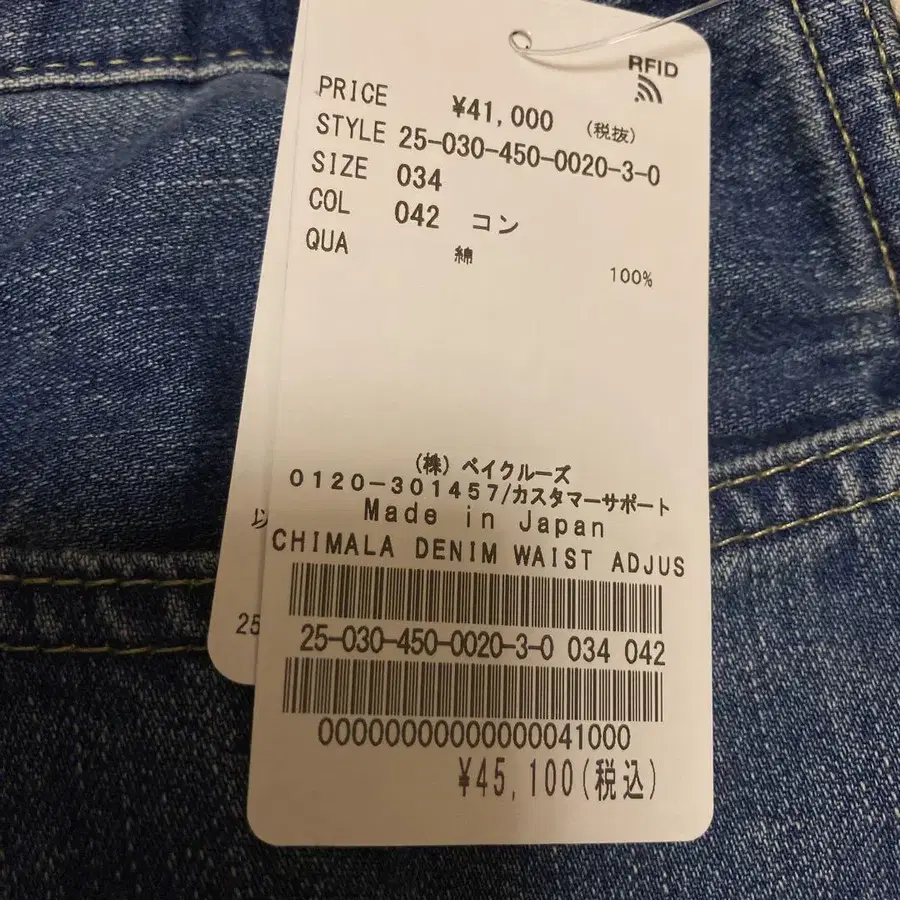 RFID
PRICE ¥41,000 (税抜)
STYLE 25-030-450-0020-3-0
SIZE 034
COL 042 コン
QUA 綿 100%
(株)ベイクルーズ
0120-301457/カスタマーサポート
Made in Japan
CHIMALA DENIM WAIST ADJUS
25-030-450-0020-3-0 034 042
00000000000000041000
¥45,100(税込)
以
25